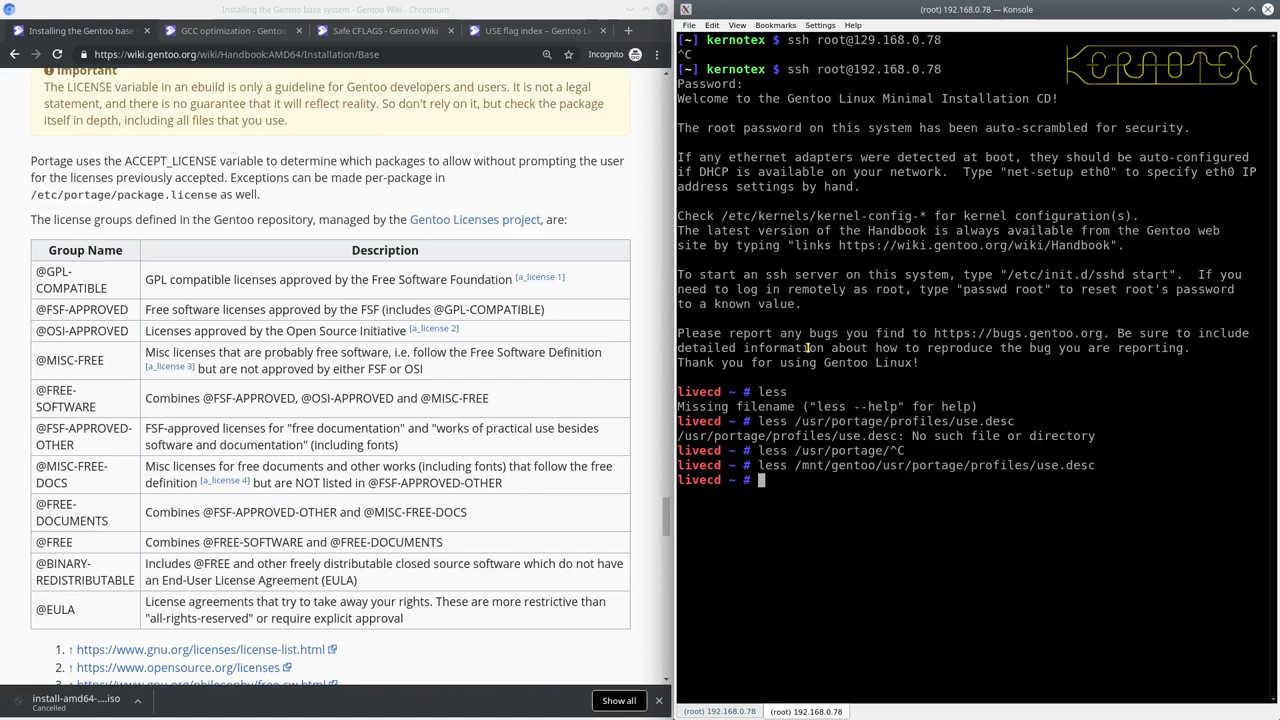 Installing the Gentoo base system - Gentoo Wiki - Chromium
Installing the Gentoo base
GCC optimization - Gentoo
Safe CFLAGS - Gentoo Wiki
USE flag index – Gentoo Li
https://wiki.gentoo.org/wiki/Handbook:AMD64/Installation/Base
Incognito
Important
The LICENSE variable in an ebuild is only a guideline for Gentoo developers and users. It is not a legal
statement, and there is no guarantee that it will reflect reality. So don't rely on it, but check the package
itself in depth, including all files that you use.
Portage uses the ACCEPT_LICENSE variable to determine which packages to allow without prompting the user
for the licenses previously accepted. Exceptions can be made per-package in
/etc/portage/package.license as well.
The license groups defined in the Gentoo repository, managed by the Gentoo Licenses project, are:
Group Name Description
@GPL-
COMPATIBLE
GPL compatible licenses approved by the Free Software Foundation [a_license 1]
@FSF-APPROVED Free software licenses approved by the FSF (includes @GPL-COMPATIBLE)
@OSI-APPROVED Licenses approved by the Open Source Initiative [a_license 2]
@MISC-FREE
Misc licenses that are probably free software, i.e. follow the Free Software Definition
[a_license 3] but are not approved by either FSF or OSI
@FREE-
SOFTWARE
Combines @FSF-APPROVED, @OSI-APPROVED and @MISC-FREE
@FSF-APPROVED-
OTHER
FSF-approved licenses for "free documentation" and "works of practical use besides
software and documentation" (including fonts)
@MISC-FREE-
DOCS
Misc licenses for free documents and other works (including fonts) that follow the free
definition [a_license 4] but are NOT listed in @FSF-APPROVED-OTHER
@FREE-
DOCUMENTS
Combines @FSF-APPROVED-OTHER and @MISC-FREE-DOCS
@FREE Combines @FREE-SOFTWARE and @FREE-DOCUMENTS
@BINARY-
REDISTRIBUTABLE
Includes @FREE and other freely distributable closed source software which do not have
an End-User License Agreement (EULA)
@EULA
License agreements that try to take away your rights. These are more restrictive than
"all-rights-reserved" or require explicit approval
1. ↑ https://www.gnu.org/licenses/license-list.html
2. ↑ https://www.opensource.org/licenses
3. ↑ https://www.gnu.org/philosophy/free-sw.html
install-amd64-....iso
Cancelled
Show all
(root) 192.168.0.78 — Konsole
File Edit View Bookmarks Settings Help
[~] kernotex $ ssh root@129.168.0.78
^C
[~] kernotex $ ssh root@192.168.0.78
KERNOTEX
Password:
Welcome to the Gentoo Linux Minimal Installation CD!
The root password on this system has been auto-scrambled for security.
If any ethernet adapters were detected at boot, they should be auto-configured
if DHCP is available on your network.  Type "net-setup eth0" to specify eth0 IP
address settings by hand.
Check /etc/kernels/kernel-config-* for kernel configuration(s).
The latest version of the Handbook is always available from the Gentoo web
site by typing "links https://wiki.gentoo.org/wiki/Handbook".
To start an ssh server on this system, type "/etc/init.d/sshd start".  If you
need to log in remotely as root, type "passwd root" to reset root's password
to a known value.
Please report any bugs you find to https://bugs.gentoo.org. Be sure to include
detailed information about how to reproduce the bug you are reporting.
Thank you for using Gentoo Linux!
livecd ~ # less
Missing filename ("less --help" for help)
livecd ~ # less /usr/portage/profiles/use.desc
/usr/portage/profiles/use.desc: No such file or directory
livecd ~ # less /usr/portage/^C
livecd ~ # less /mnt/gentoo/usr/portage/profiles/use.desc
livecd ~ #
(root) 192.168.0.78
(root) 192.168.0.78